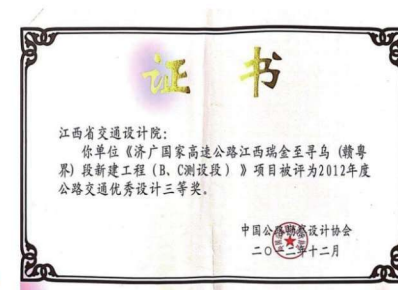 证书
江西省交通设计院：
你单位《济广国家高速公路江西瑞金至寻乌（赣粤
界）段新建工程（B、C测设段）》项目被评为2012年度
公路交通优秀设计三等奖。
中国公路勘察设计协会
二〇一二年十二月